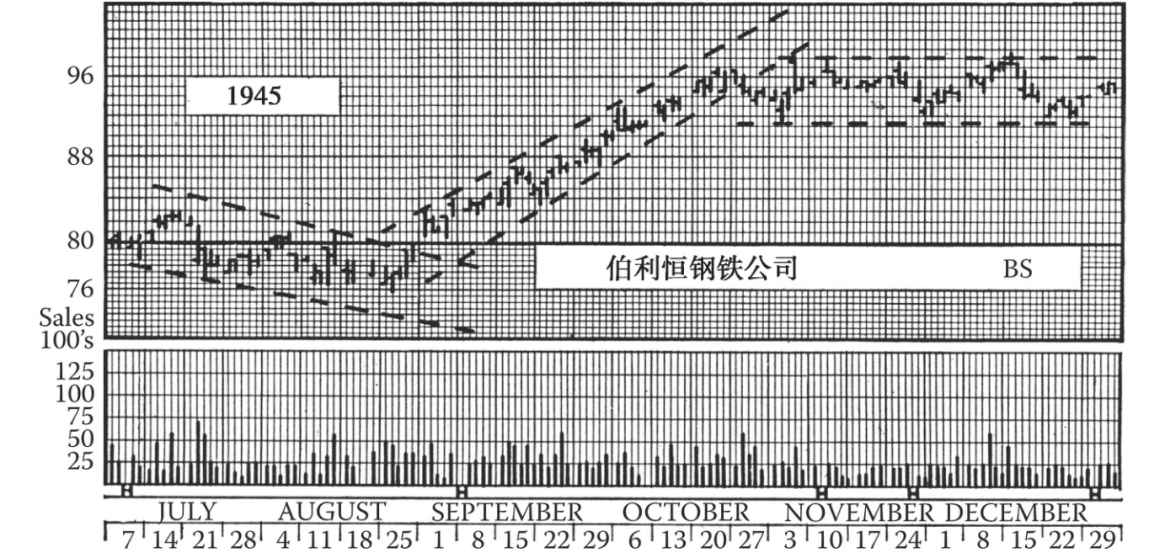 1945
96
88
80
76
伯利恒钢铁公司 BS
Sales
100's
125
100
75
50
25
H H H H H
JULY AUGUST SEPTEMBER OCTOBER NOVEMBER DECEMBER
7 14 21 28 4 11 18 25 1 8 15 22 29 6 13 20 27 3 10 17 24 1 8 15 22 29